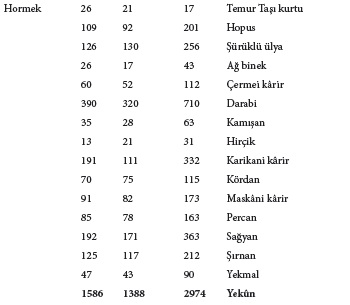 Hormek 26 21 17 Temur Taşı kurtu
109 92 201 Hopus
126 130 256 Şürüklü ülya
26 17 43 Ağ binek
60 52 112 Çermei kârir
390 320 710 Darabi
35 28 63 Kamışan
13 21 31 Hirçik
191 111 332 Karikani kârir
70 75 115 Kördan
91 82 173 Maskâni kârir
85 78 163 Percan
192 171 363 Sağyan
125 117 212 Şırnan
47 43 90 Yekmal
1586 1388 2974 Yekûn